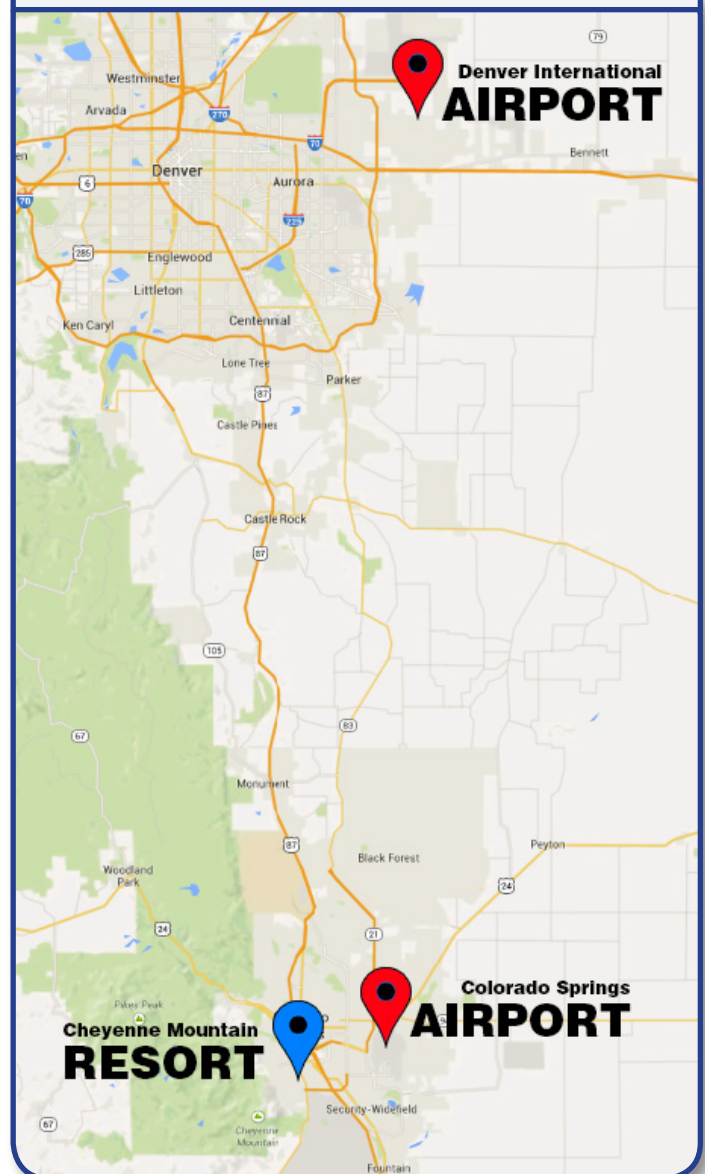 79
Westminster
Denver International
AIRPORT
Arvada
270
70
Bennett
en
Denver
6
Aurora
70
225
285
Englewood
Littleton
Ken Caryl
Centennial
Lone Tree
Parker
87
Castle Pines
Castle Rock
87
105
83
67
Monument
87
Peyton
Black Forest
Woodland
Park
24
24
21
Colorado Springs
AIRPORT
Pikes Peak
Cheyenne Mountain
RESORT
Security-Widefield
67
Cheyenne
Mountain
Fountain